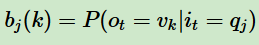 b_j(k) = P(o_t = v_k|i_t = q_j)